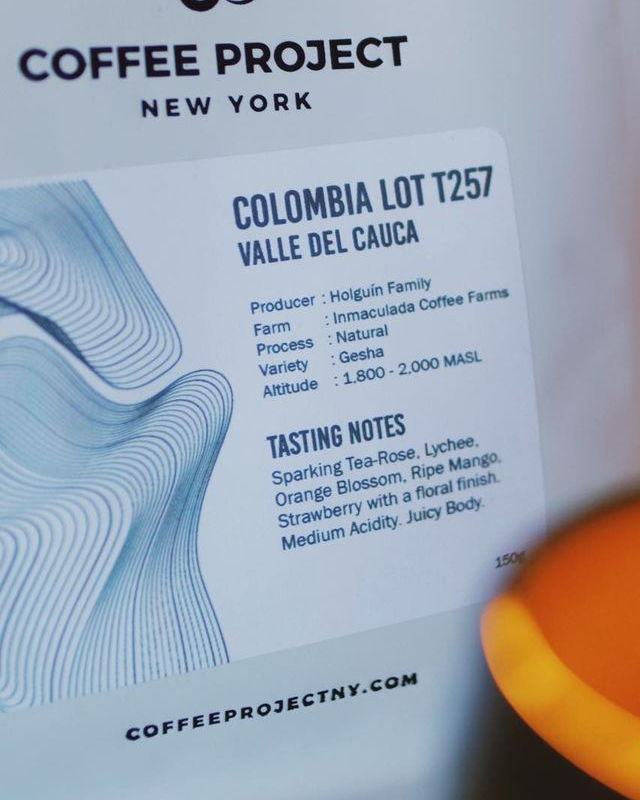 COFFEE PROJECT
NEW YORK
COLOMBIA LOT T257
VALLE DEL CAUCA
Producer : Holguín Family
Farm : Inmaculada Coffee Farms
Process : Natural
Variety : Gesha
Altitude : 1,800 - 2,000 MASL
TASTING NOTES
Sparking Tea-Rose, Lychee,
Orange Blossom, Ripe Mango,
Strawberry with a floral finish.
Medium Acidity. Juicy Body.
150g
COFFEEPROJECTNY.COM